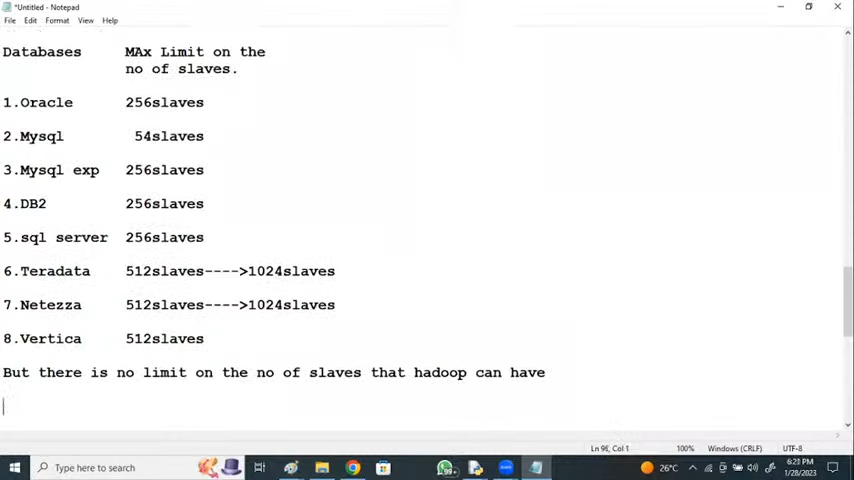 *Untitled - Notepad
File Edit Format View Help
Databases MAx Limit on the
no of slaves.
1.Oracle 256slaves
2.Mysql 54slaves
3.Mysql exp 256slaves
4.DB2 256slaves
5.sql server 256slaves
6.Teradata 512slaves---->1024slaves
7.Netezza 512slaves---->1024slaves
8.Vertica 512slaves
But there is no limit on the no of slaves that hadoop can have
Ln 96, Col 1 100% Windows (CRLF) UTF-8
Type here to search 99+ 26°C 6:21 PM
1/28/2023